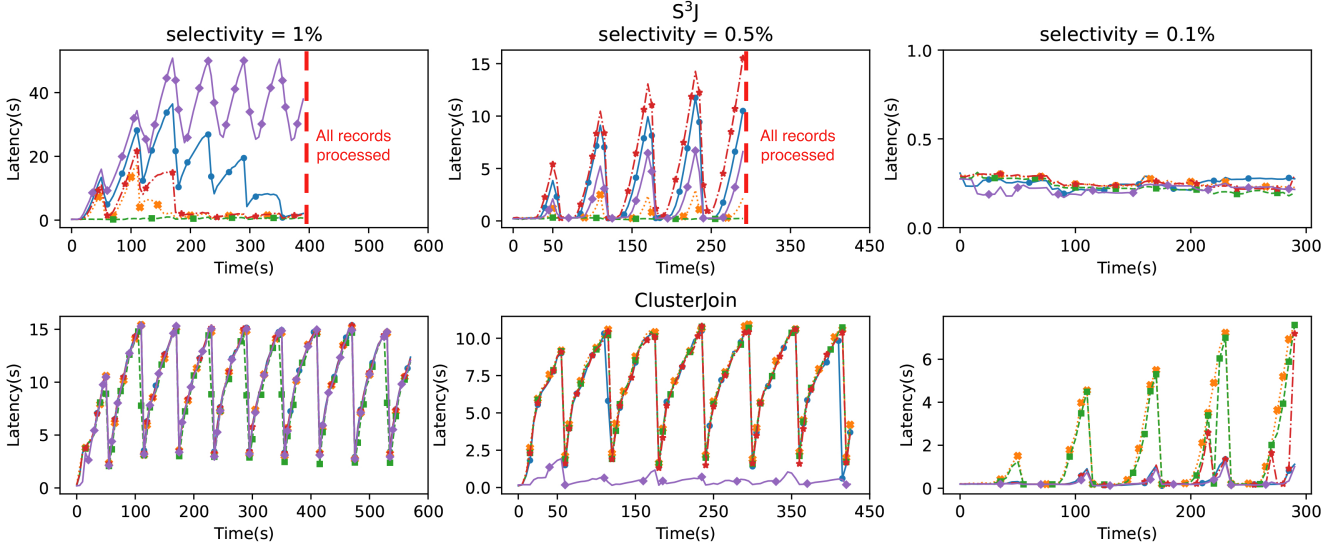 S³J
selectivity = 1%
selectivity = 0.5%
selectivity = 0.1%
Latency(s)
40
20
0
All records
processed
0 100 200 300 400 500 600
Time(s)
Latency(s)
15
10
5
0
All records
processed
0 50 150 250 350 450
Time(s)
Latency(s)
1.0
0.5
0.0
0 100 200 300
Time(s)
ClusterJoin
Latency(s)
15
10
5
0
0 100 200 300 400 500 600
Time(s)
Latency(s)
10.0
7.5
5.0
2.5
0.0
0 50 150 250 350 450
Time(s)
Latency(s)
6
4
2
0
0 100 200 300
Time(s)